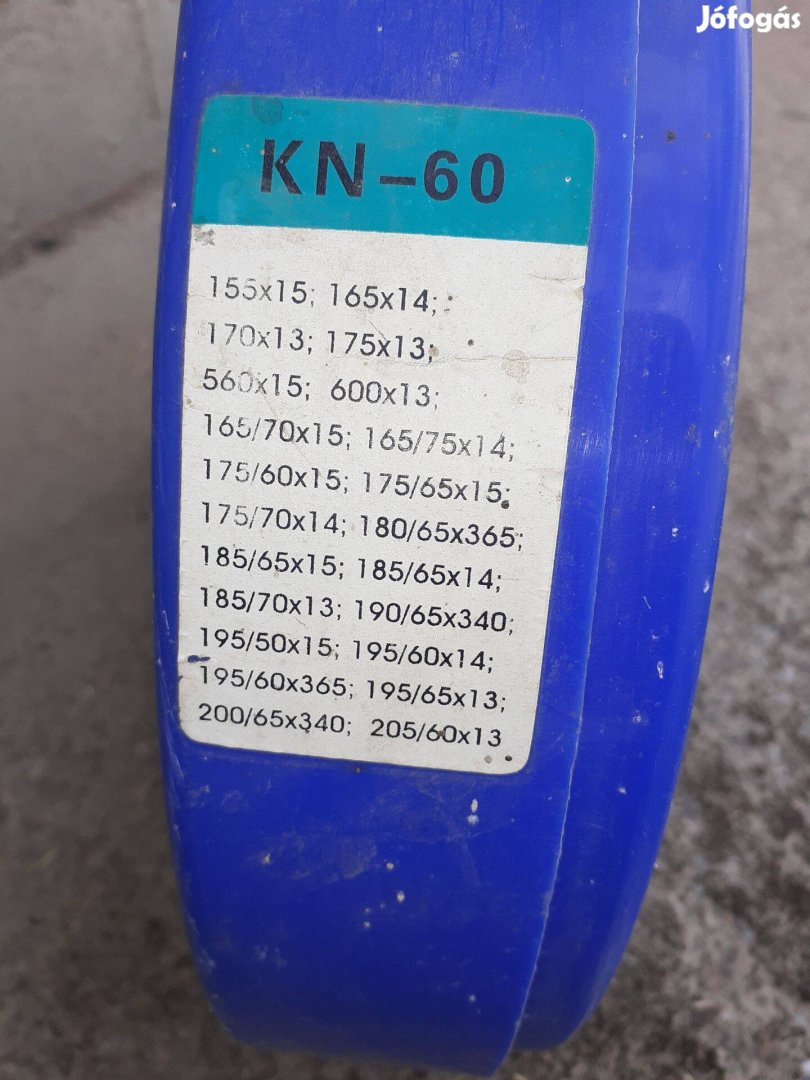 Jófogás
KN-60
155x15; 165x14;
170x13; 175x13;
560x15; 600x13;
165/70x15; 165/75x14;
175/60x15; 175/65x15;
175/70x14; 180/65x365;
185/65x15; 185/65x14;
185/70x13; 190/65x340;
195/50x15; 195/60x14;
195/60x365; 195/65x13;
200/65x340; 205/60x13